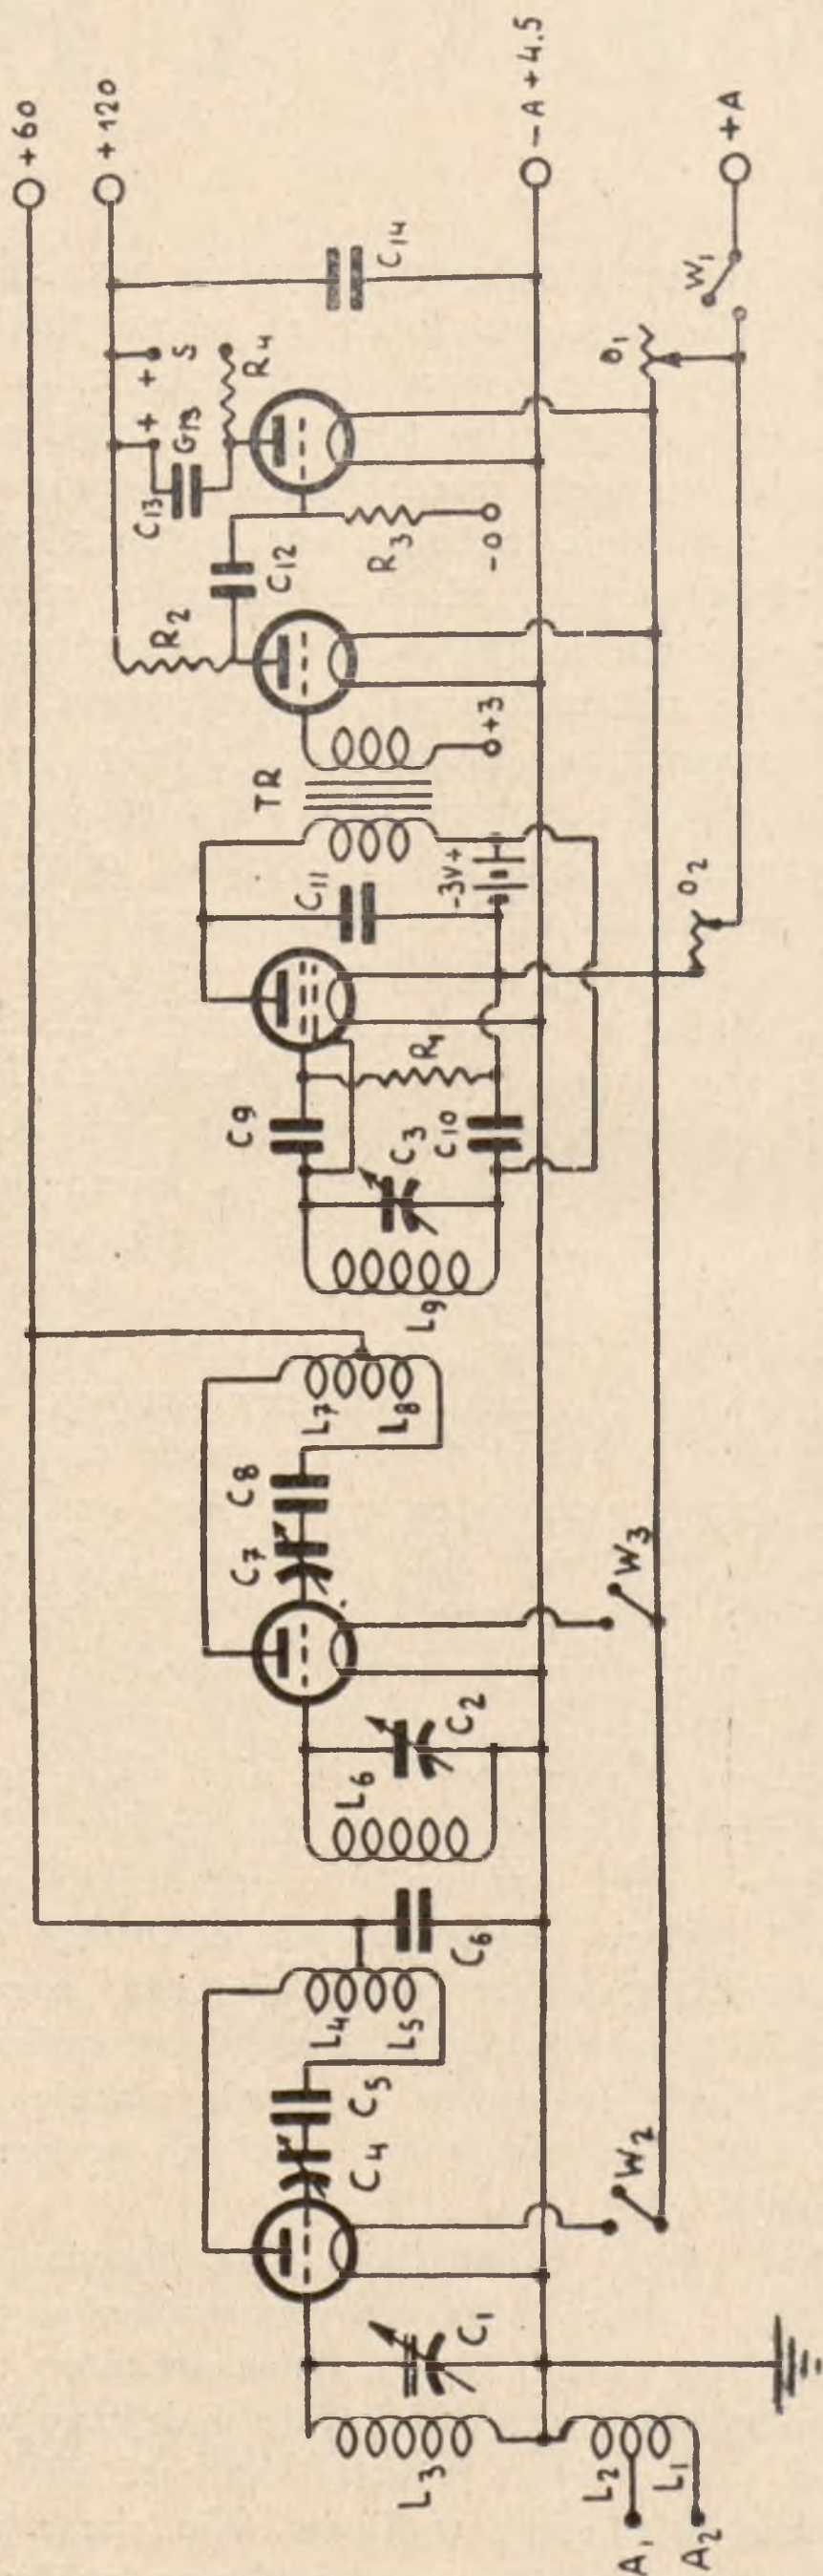 +60
+120
-A+4.5
+A
C14
W1
S
+
+
R4
O1
G13
C13
C12
R3
-0
R2
+3
TR
C11
-3V+
O2
R1
C9
C3
C10
L9
L7
L8
C8
C7
W3
C2
L6
C6
L4
L5
C5
C4
W2
C1
L3
L2
L1
A1
A2